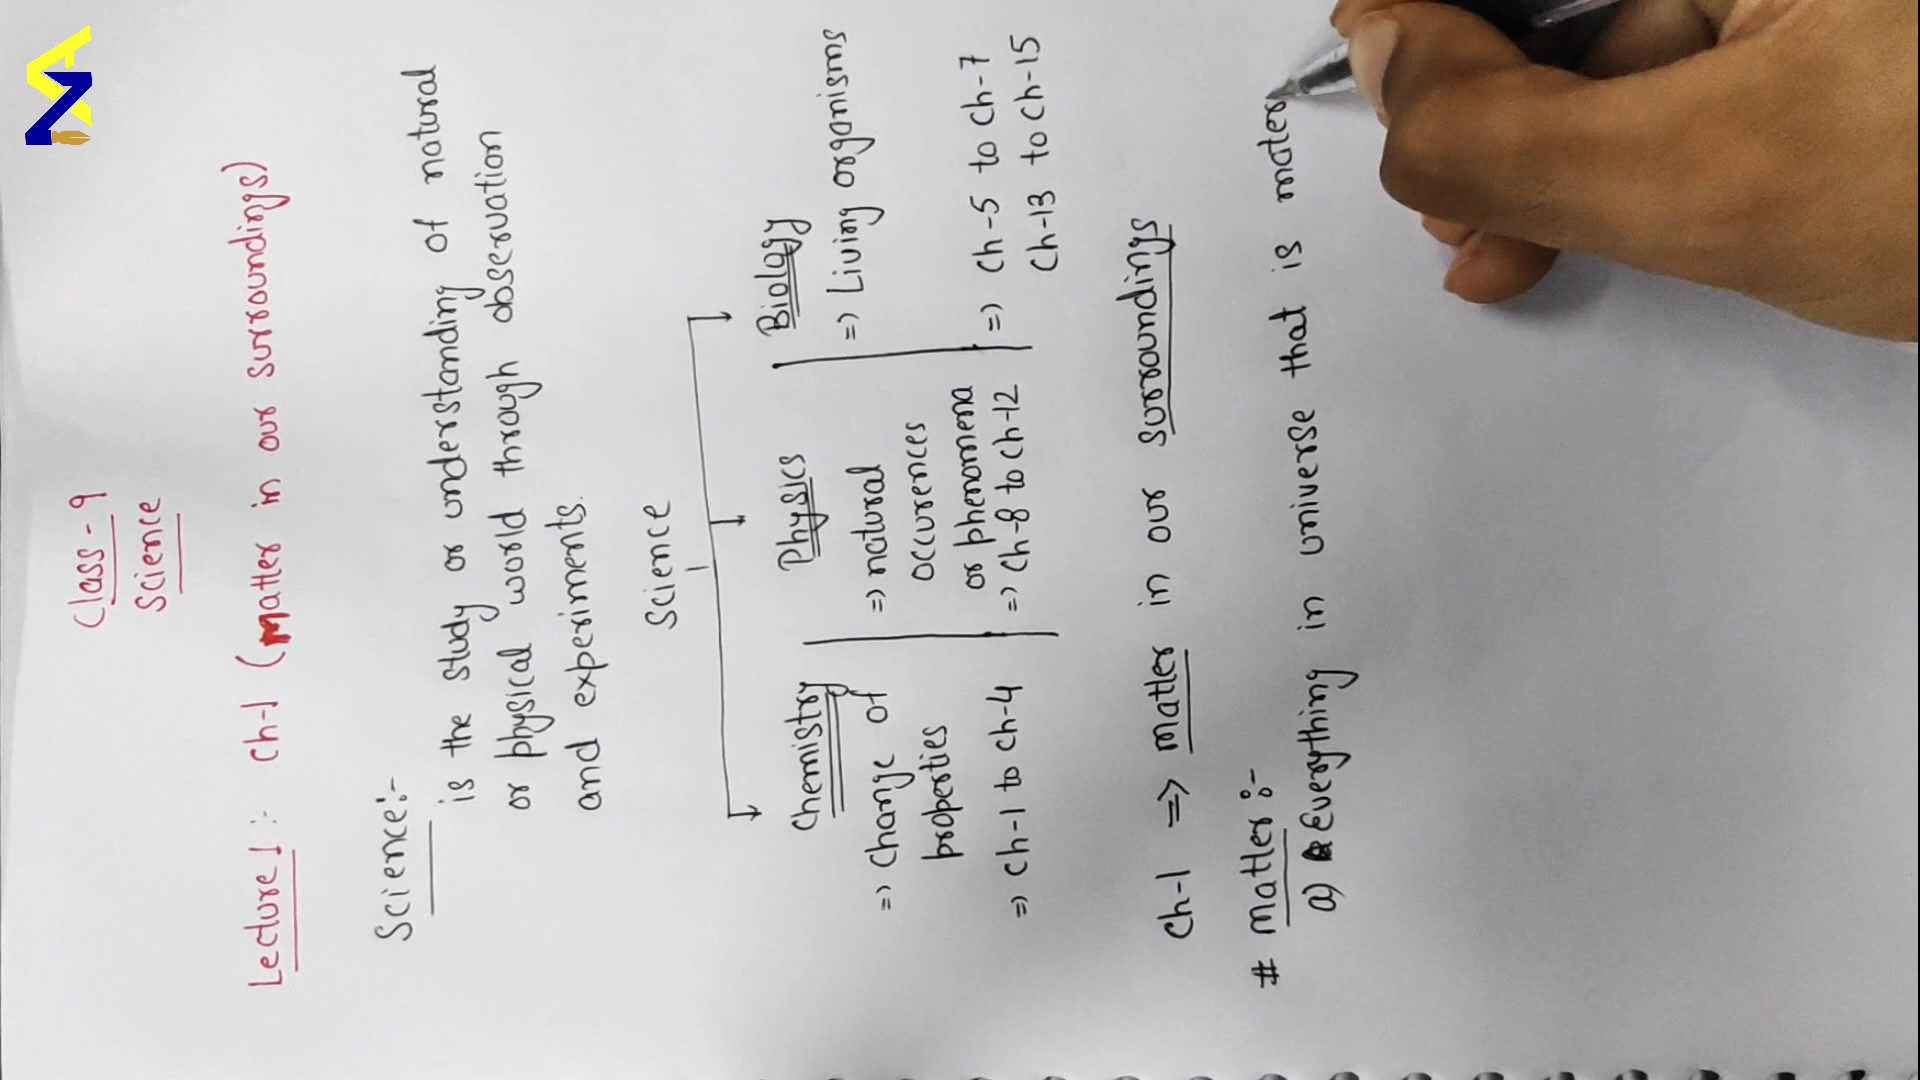 Class-9
Science
Lecture 1:- Ch-1 (Matter in our surroundings)
Science:-
is the study or understanding of natural
or physical world through observation
and experiments.
Science
Chemistry
=) Change of
properties
=) Ch-1 to Ch-4
Physics
=) natural
occurences
or phenomena
=) Ch-8 to Ch-12
Biology
=) Living organisms
=) Ch-5 to Ch-7
Ch-13 to Ch-15
Ch-1 => Matter in our surroundings
# Matter:-
a) Everything in universe that is mater